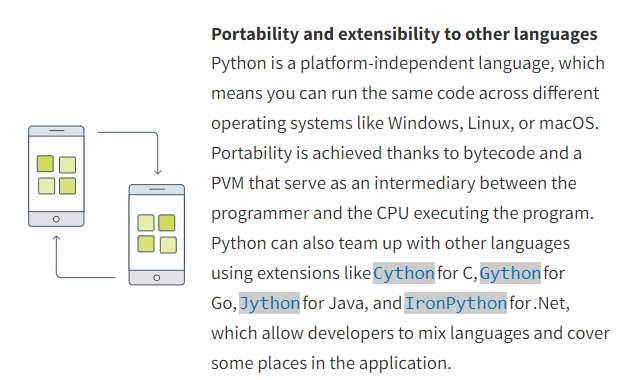 Portability and extensibility to other languages
Python is a platform-independent language, which
means you can run the same code across different
operating systems like Windows, Linux, or macOS.
Portability is achieved thanks to bytecode and a
PVM that serve as an intermediary between the
programmer and the CPU executing the program.
Python can also team up with other languages
using extensions like Cython for C, Gython for
Go, Jython for Java, and IronPython for .Net,
which allow developers to mix languages and cover
some places in the application.